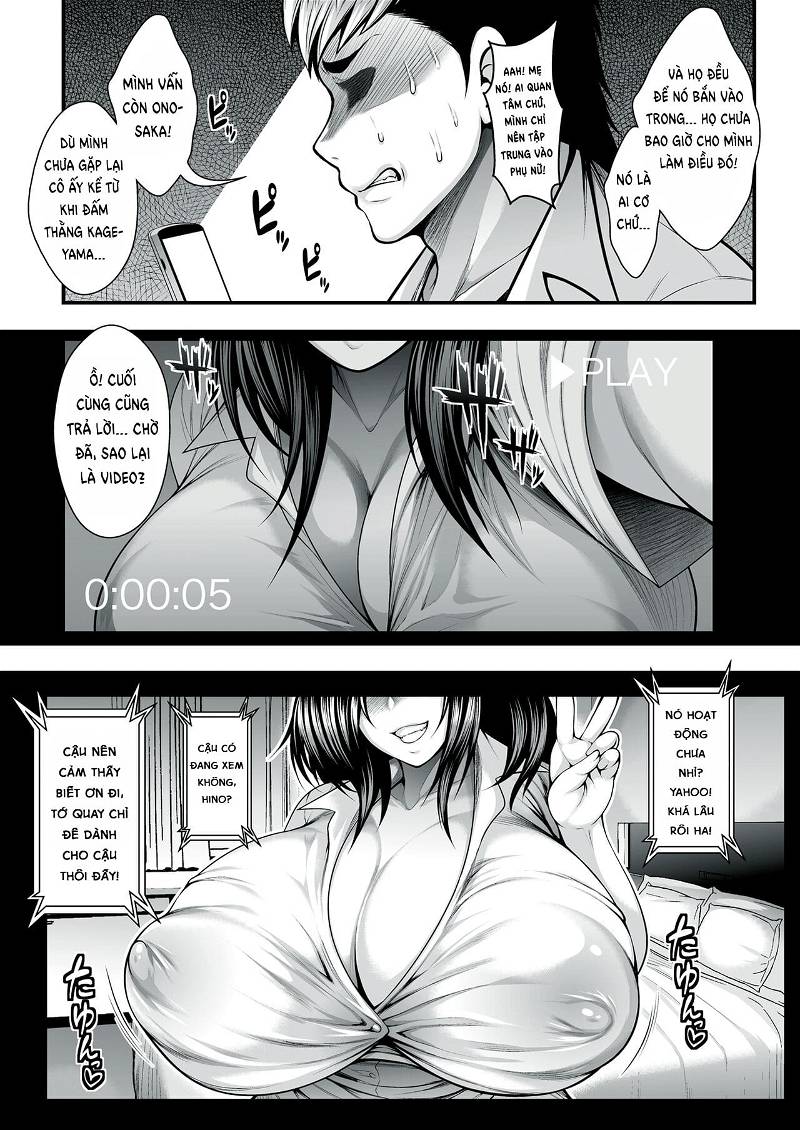 VÀ HỌ ĐỀU
ĐỂ NÓ BẮN VÀO
TRONG... HỌ CHƯA
BAO GIỜ CHO MÌNH
LÀM ĐIỀU ĐÓ!
NÓ LÀ
AI CƠ
CHỨ...
AAH! MẸ
NÓ! AI QUAN
TÂM CHỨ,
MÌNH CHỈ
NÊN TẬP
TRUNG VÀO
PHỤ NỮ!
MÌNH VẪN
CÒN ONO-
SAKA!
DÙ MÌNH
CHƯA GẶP LẠI
CÔ ẤY KỂ TỪ
KHI ĐẤM
THẰNG KAGE-
YAMA...
ピッ
ピッ
PLAY
Ồ! CUỐI
CÙNG CŨNG
TRẢ LỜI... CHỜ
ĐÃ, SAO LẠI
LÀ VIDEO?
ザザ
ザザ
0:00:05
NÓ HOẠT
ĐỘNG
CHƯA
NHỈ?
YAHOO!
KHÁ LÂU
RỒI HA!
CẬU CÓ
ĐANG XEM
KHÔNG,
HINO?
CẬU NÊN
CẢM THẤY
BIẾT ƠN ĐI,
TỚ QUAY CHỈ
ĐỂ DÀNH
CHO CẬU
THÔI ĐẤY!
たゆん♡
たゆん♡